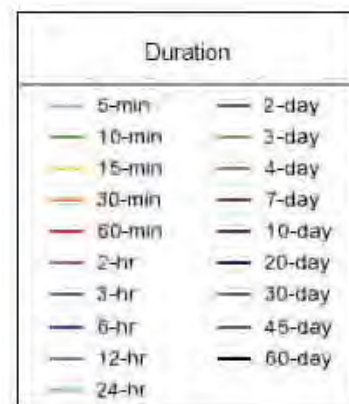 Duration
5-min
10-min
15-min
30-min
60-min
2-hr
3-hr
6-hr
12-hr
24-hr
2-day
3-day
4-day
7-day
10-day
20-day
30-day
45-day
60-day